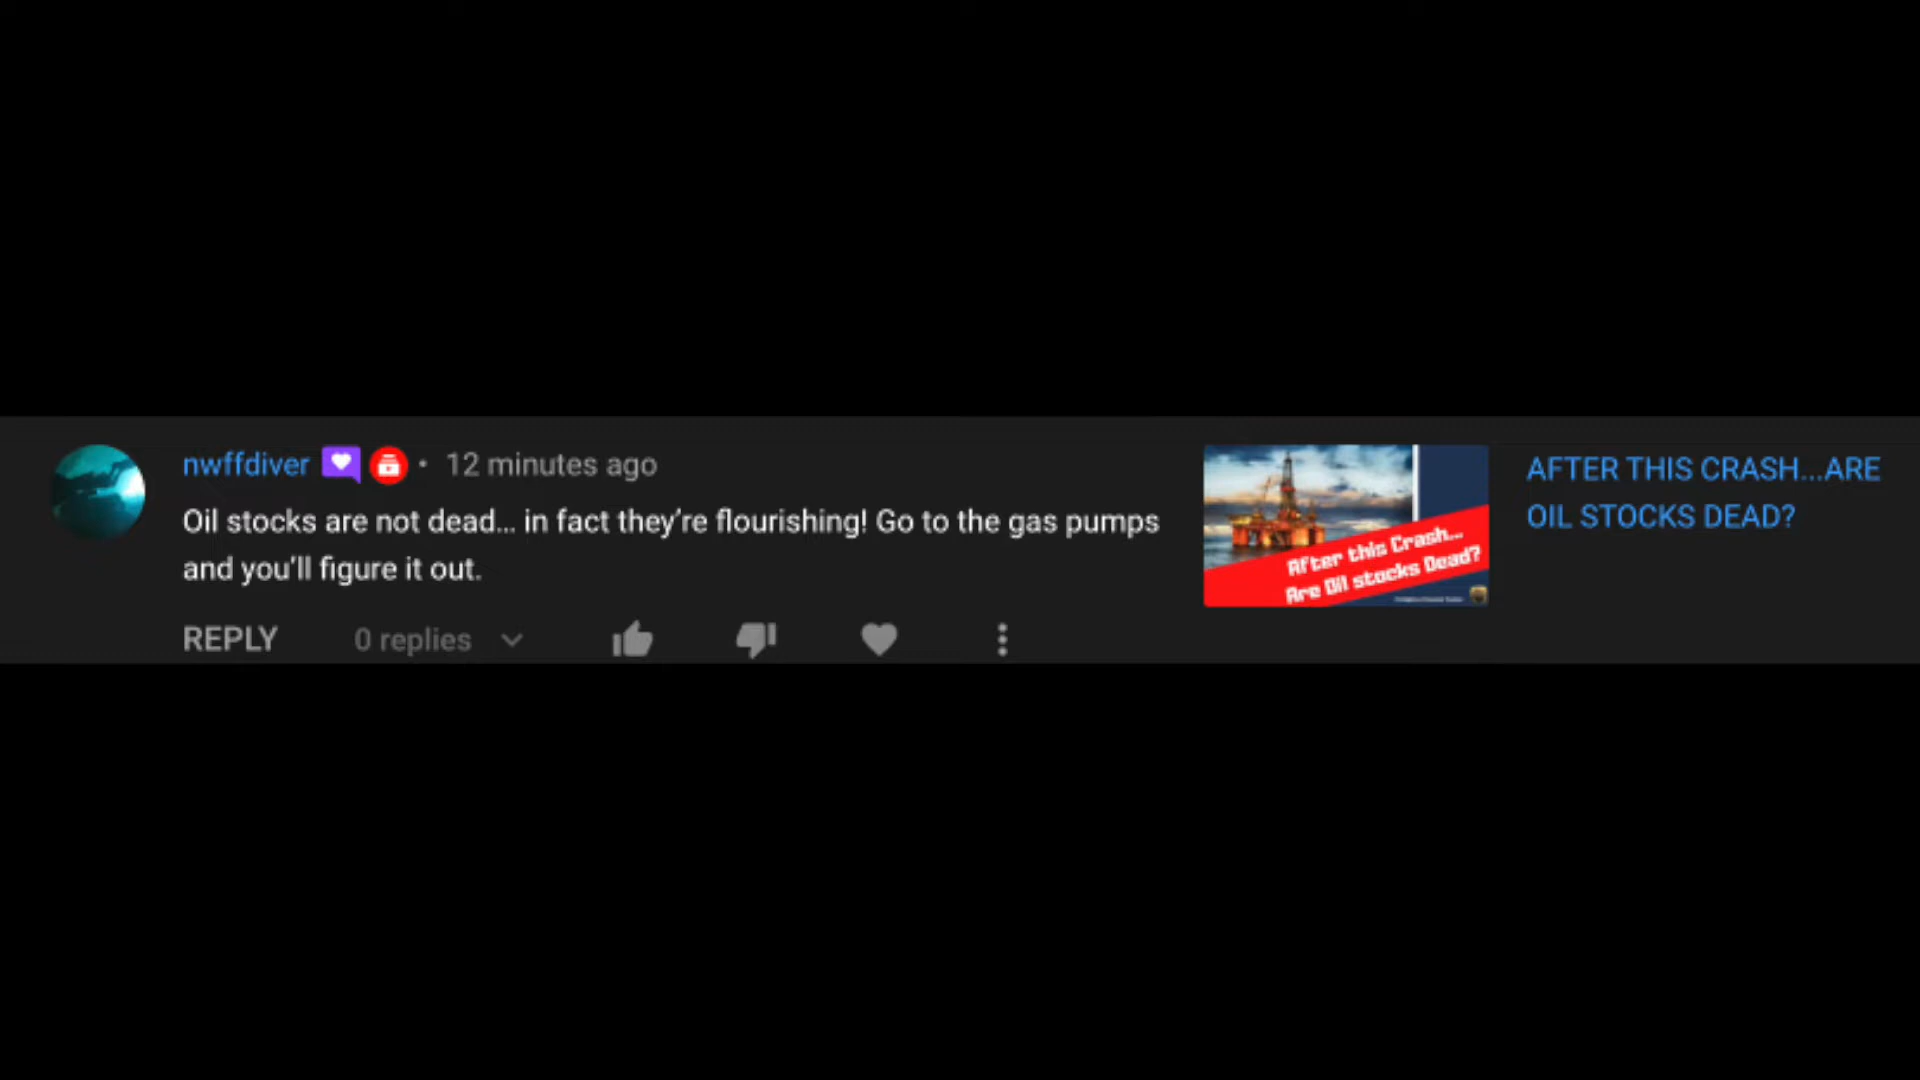 nwffdiver • 12 minutes ago
Oil stocks are not dead... in fact they're flourishing! Go to the gas pumps
and you'll figure it out.
REPLY 0 replies
After this Crash...
Are Oil stocks Dead?
AFTER THIS CRASH...ARE
OIL STOCKS DEAD?